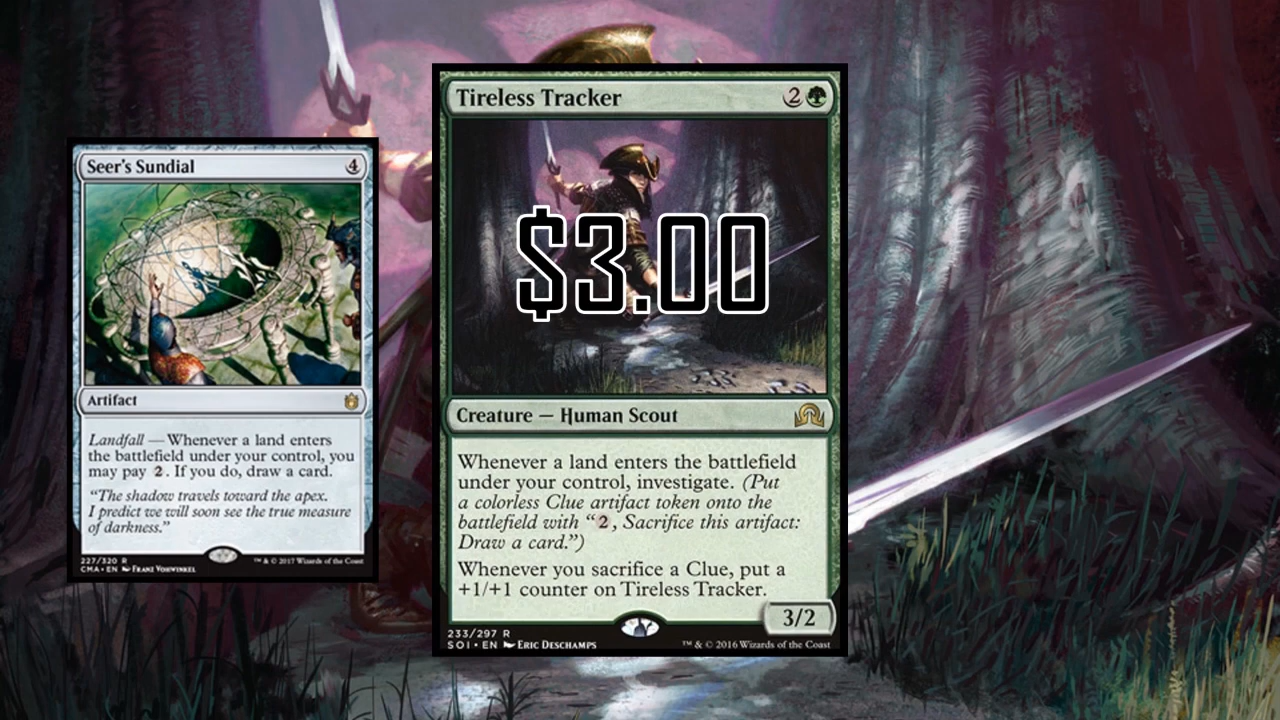 Seer's Sundial 4
Artifact
Landfall — Whenever a land enters
the battlefield under your control, you
may pay 2. If you do, draw a card.
"The shadow travels toward the apex.
I predict we will soon see the true measure
of darkness."
227/320 R
CMA • EN Franz Vohwinkel
™ & © 2017 Wizards of the Coast
Tireless Tracker 2
$3.00
Creature — Human Scout
Whenever a land enters the battlefield
under your control, investigate. (Put
a colorless Clue artifact token onto the
battlefield with "2, Sacrifice this artifact:
Draw a card.")
Whenever you sacrifice a Clue, put a
+1/+1 counter on Tireless Tracker.
3/2
233/297 R
SOI • EN Eric Deschamps
™ & © 2016 Wizards of the Coast